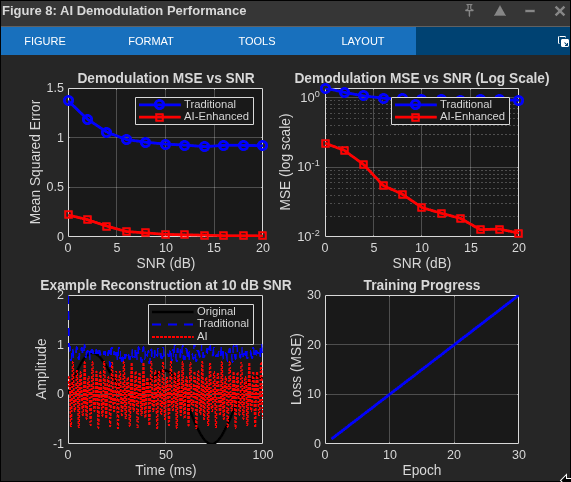 Figure 8: AI Demodulation Performance
FIGURE FORMAT TOOLS LAYOUT
Demodulation MSE vs SNR
Mean Squared Error
1.5
1
0.5
0
Traditional
AI-Enhanced
0 5 10 15 20
SNR (dB)
Demodulation MSE vs SNR (Log Scale)
MSE (log scale)
10^0
10^-1
10^-2
Traditional
AI-Enhanced
0 5 10 15 20
SNR (dB)
Example Reconstruction at 10 dB SNR
Amplitude
2
1
0
-1
Original
Traditional
AI
0 50 100
Time (ms)
Training Progress
Loss (MSE)
30
20
10
0
0 10 20 30
Epoch